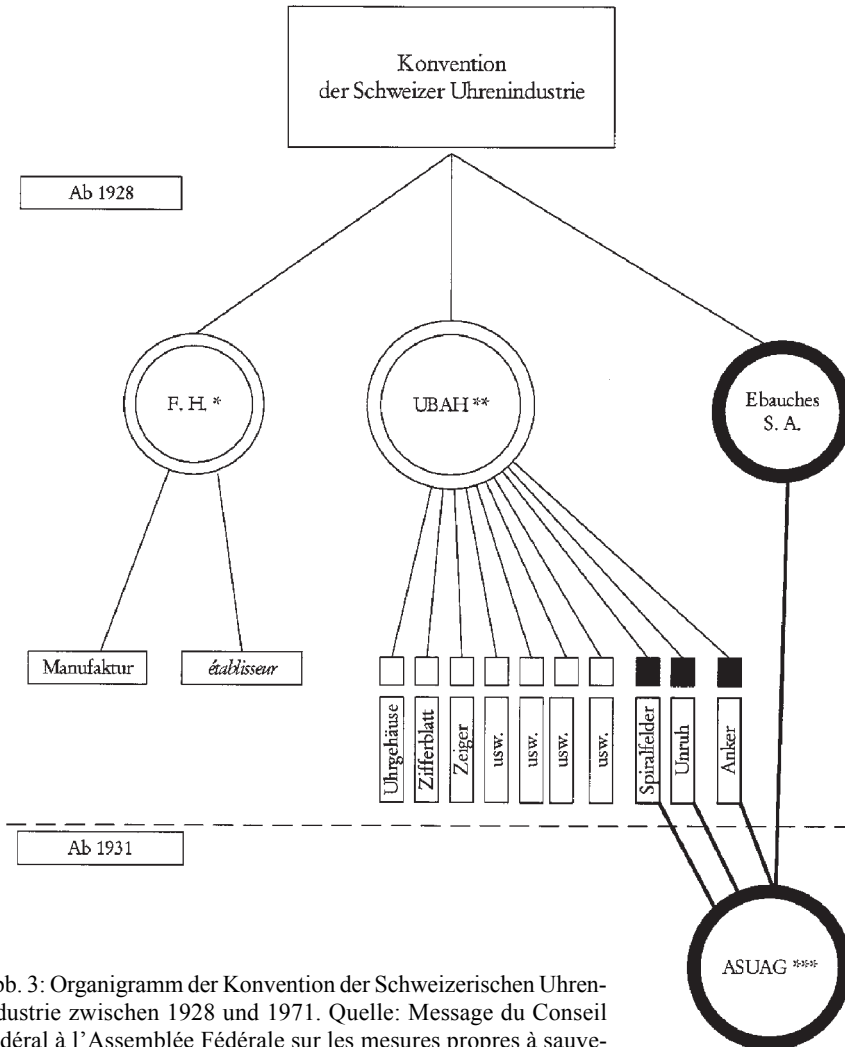 Konvention
der Schweizer Uhrenindustrie
Ab 1928
F. H. *
UBAH **
Ebauches
S. A.
Manufaktur
établisseur
Uhrgehäuse
Zifferblatt
Zeiger
usw.
usw.
usw.
usw.
Spiralfelder
Unruh
Anker
Ab 1931
ASUAG ***
bb. 3: Organigramm der Konvention der Schweizerischen Uhren-
dustrie zwischen 1928 und 1971. Quelle: Message du Conseil
déral à l’Assemblée Fédérale sur les mesures propres à sauve-